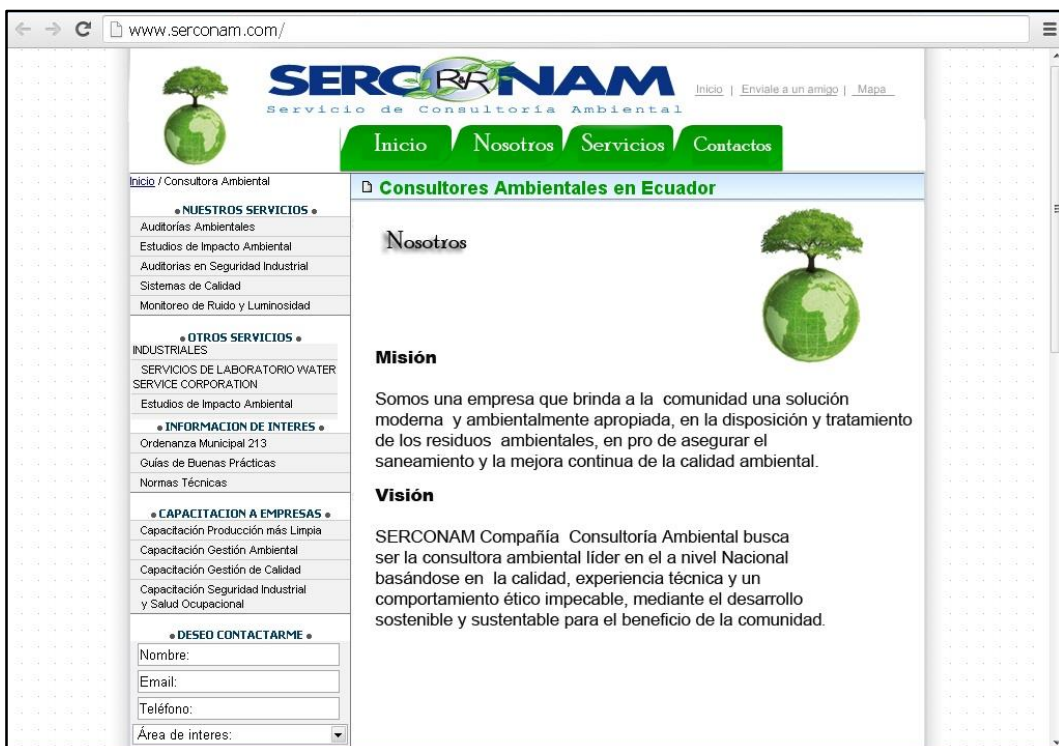 www.serconam.com/
SERCONAM
R&R
Servicio de Consultoría Ambiental
Inicio | Enviale a un amigo | Mapa
Inicio Nosotros Servicios Contactos
Inicio / Consultora Ambiental
• NUESTROS SERVICIOS •
Auditorías Ambientales
Estudios de Impacto Ambiental
Auditorias en Seguridad Industrial
Sistemas de Calidad
Monitoreo de Ruido y Luminosidad
• OTROS SERVICIOS •
INDUSTRIALES
SERVICIOS DE LABORATORIO WATER
SERVICE CORPORATION
Estudios de Impacto Ambiental
• INFORMACION DE INTERES •
Ordenanza Municipal 213
Guías de Buenas Prácticas
Normas Técnicas
• CAPACITACION A EMPRESAS •
Capacitación Producción más Limpia
Capacitación Gestión Ambiental
Capacitación Gestión de Calidad
Capacitación Seguridad Industrial
y Salud Ocupacional
• DESEO CONTACTARME •
Nombre:
Email:
Teléfono:
Área de interes:
Consultores Ambientales en Ecuador
Nosotros
Misión
Somos una empresa que brinda a la comunidad una solución
moderna y ambientalmente apropiada, en la disposición y tratamiento
de los residuos ambientales, en pro de asegurar el
saneamiento y la mejora continua de la calidad ambiental.
Visión
SERCONAM Compañía Consultoría Ambiental busca
ser la consultora ambiental líder en el a nivel Nacional
basándose en la calidad, experiencia técnica y un
comportamiento ético impecable, mediante el desarrollo
sostenible y sustentable para el beneficio de la comunidad.